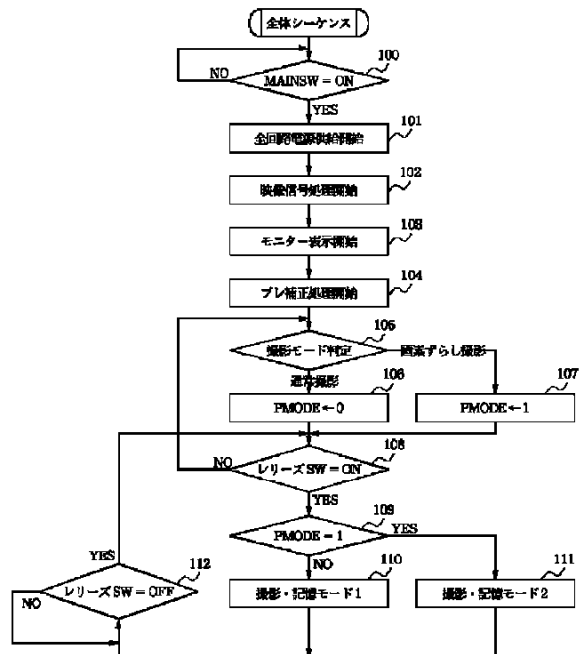 全体シーケンス
100
MAINSW = ON
NO
YES
101
全回路電源供給開始
102
映像信号処理開始
103
モニター表示開始
104
ブレ補正処理開始
105
撮影モード判定
画素ずらし撮影
通常撮影
106
PMODE←0
107
PMODE←1
108
レリーズSW = ON
NO
YES
109
PMODE = 1
YES
NO
110
撮影・記憶モード1
111
撮影・記憶モード2
YES
112
レリーズSW = OFF
NO